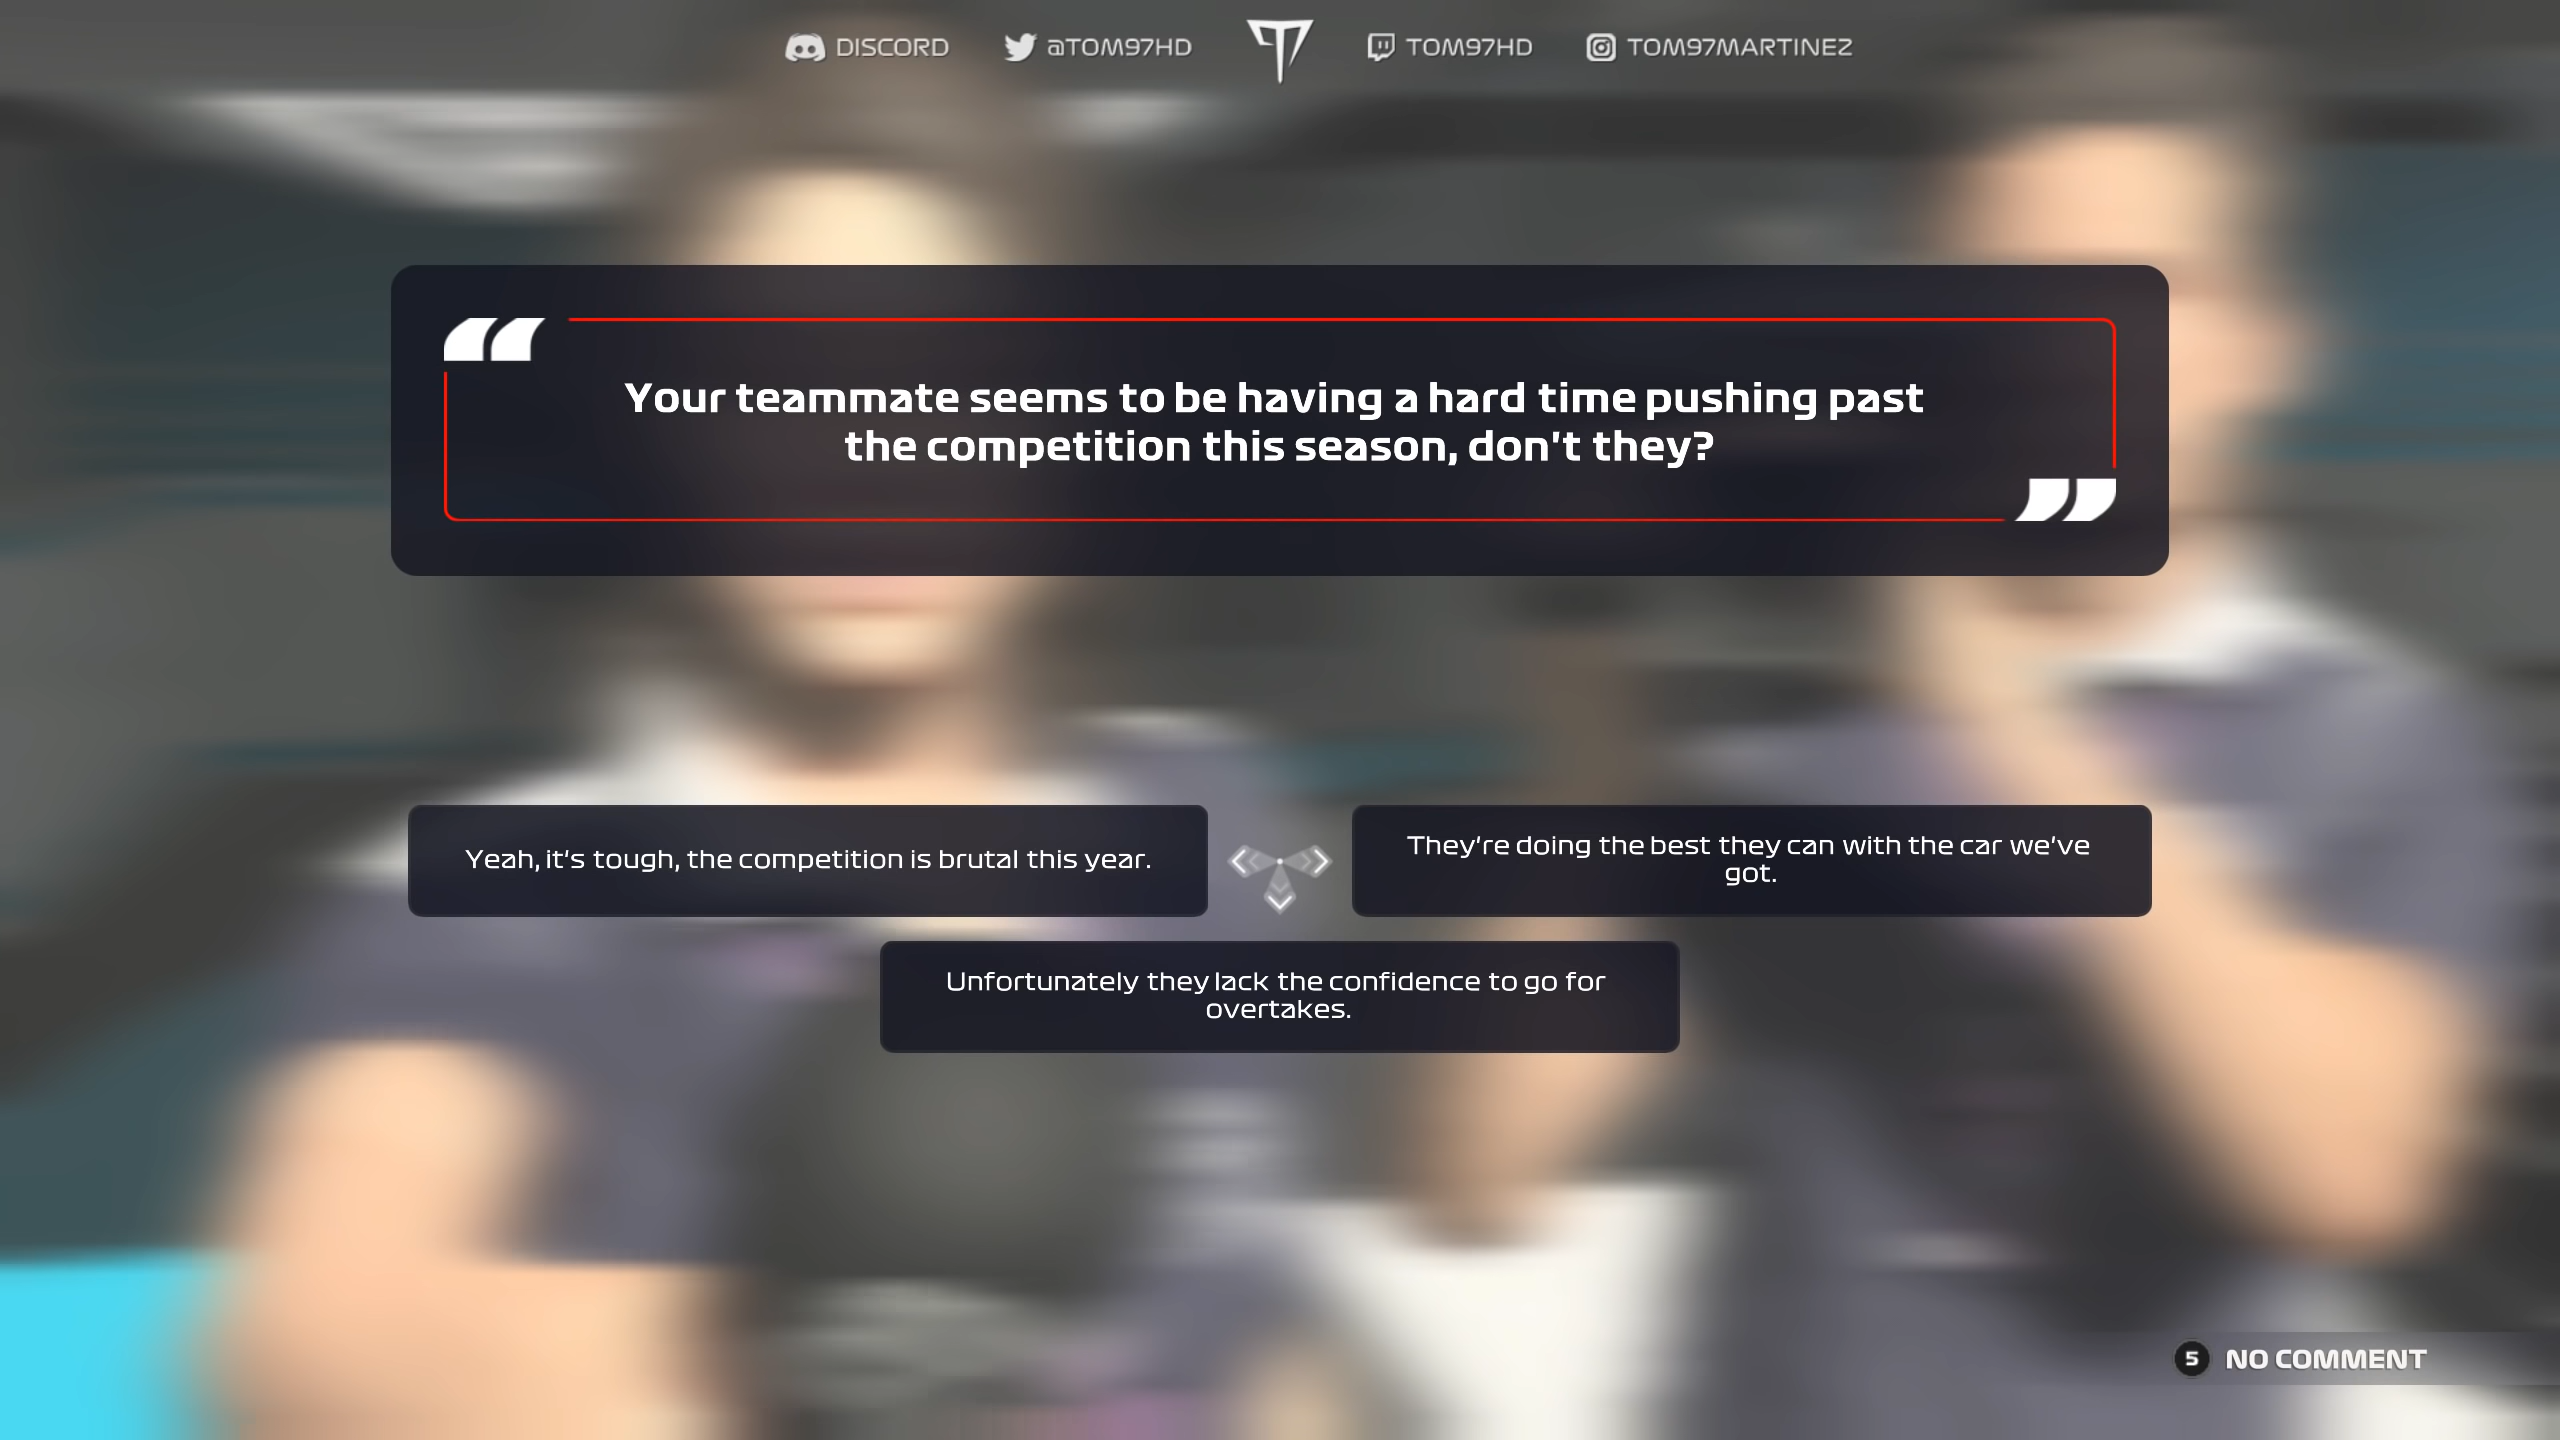 DISCORD @TOM97HD TOM97HD TOM97MARTINEZ
Your teammate seems to be having a hard time pushing past
the competition this season, don't they?
Yeah, it's tough, the competition is brutal this year.
They're doing the best they can with the car we've
got.
Unfortunately they lack the confidence to go for
overtakes.
5 NO COMMENT